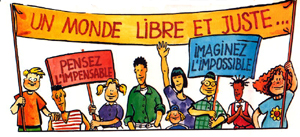 UN MONDE LIBRE ET JUSTE...
PENSEZ
L'IMPENSABLE
IMAGINEZ
L'IMPOSSIBLE